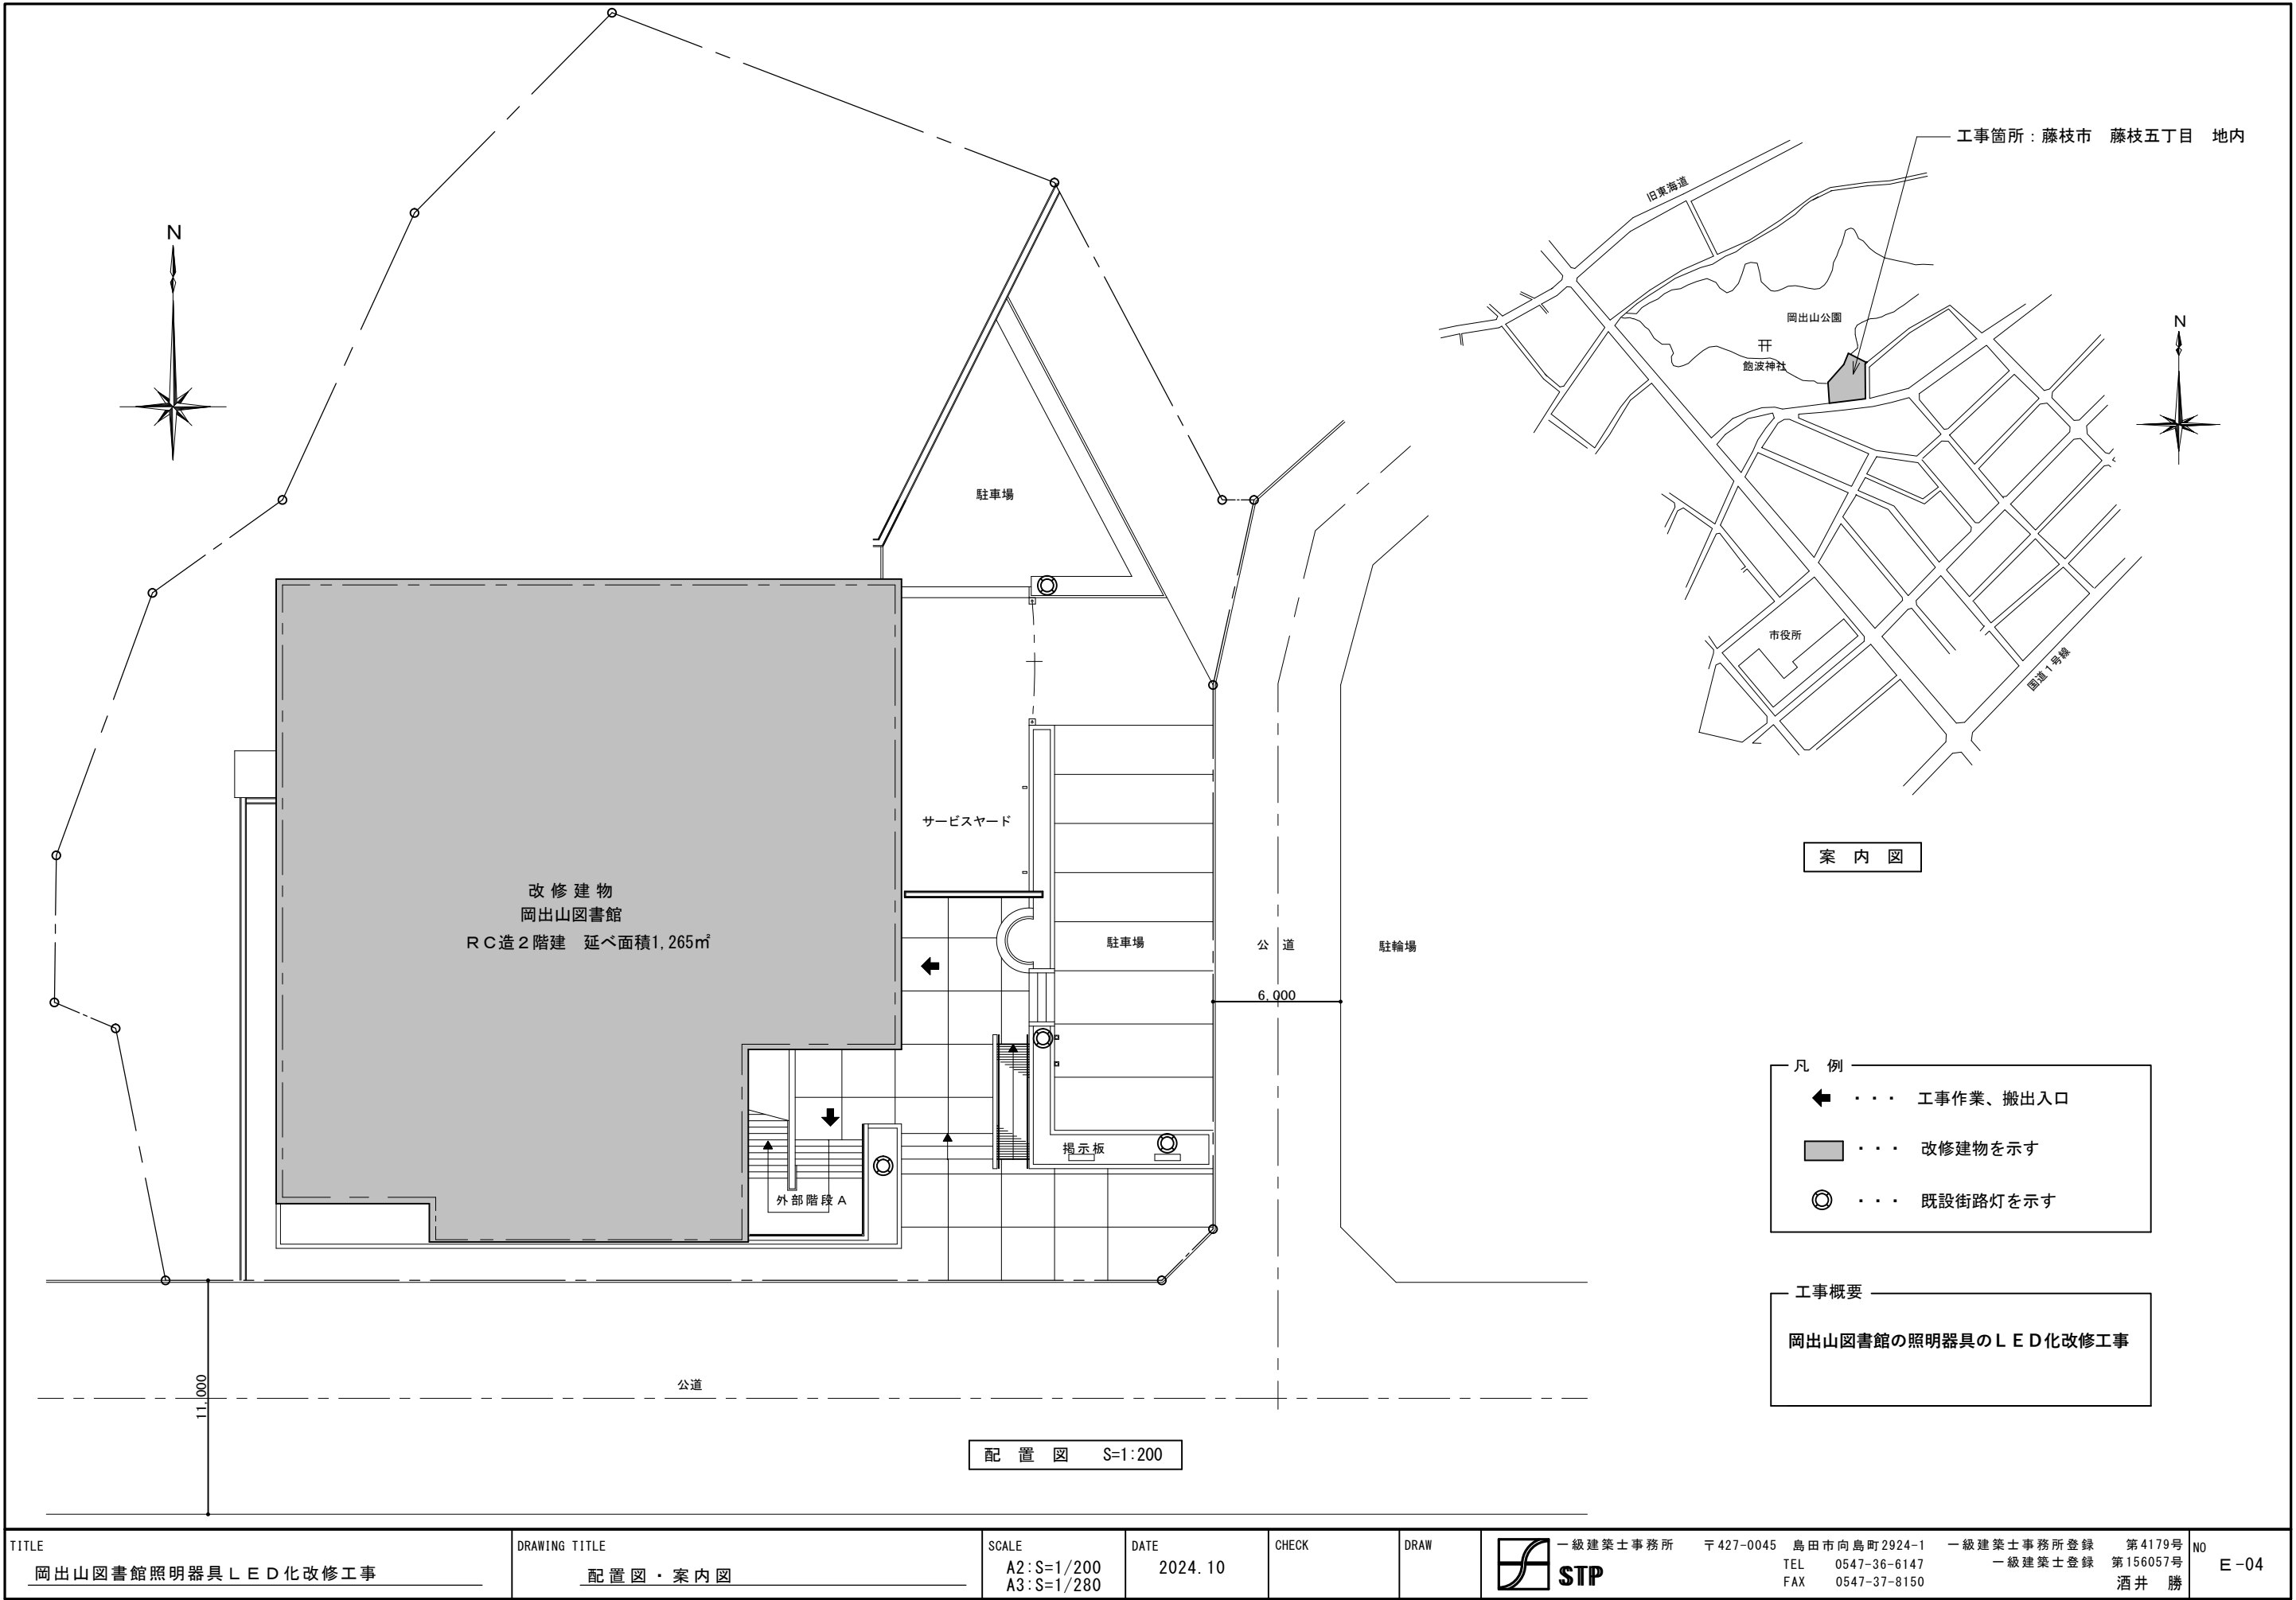 工事箇所：藤枝市　藤枝五丁目　地内
旧東海道
N
岡出山公園
飽波神社
N
駐車場
市役所
国道１号線
サービスヤード
案　内　図
改 修 建 物
岡出山図書館
ＲＣ造２階建　延べ面積1,265㎡
駐車場
公　道
駐輪場
6,000
凡　例
・・・　工事作業、搬出入口
・・・　改修建物を示す
・・・　既設街路灯を示す
掲示板
外部階段Ａ
工事概要
岡出山図書館の照明器具のＬＥＤ化改修工事
11,000
公道
配　置　図　　S=1:200
TITLE
岡出山図書館照明器具ＬＥＤ化改修工事
DRAWING TITLE
配置図・案内図
SCALE
A2:S=1/200
A3:S=1/280
DATE
2024.10
CHECK
DRAW
STP
一級建築士事務所　〒427-0045　島田市向島町2924-1　一級建築士事務所登録　第4179号
TEL　0547-36-6147　一級建築士登録　第156057号
FAX　0547-37-8150　酒井　勝
NO
Ｅ-04